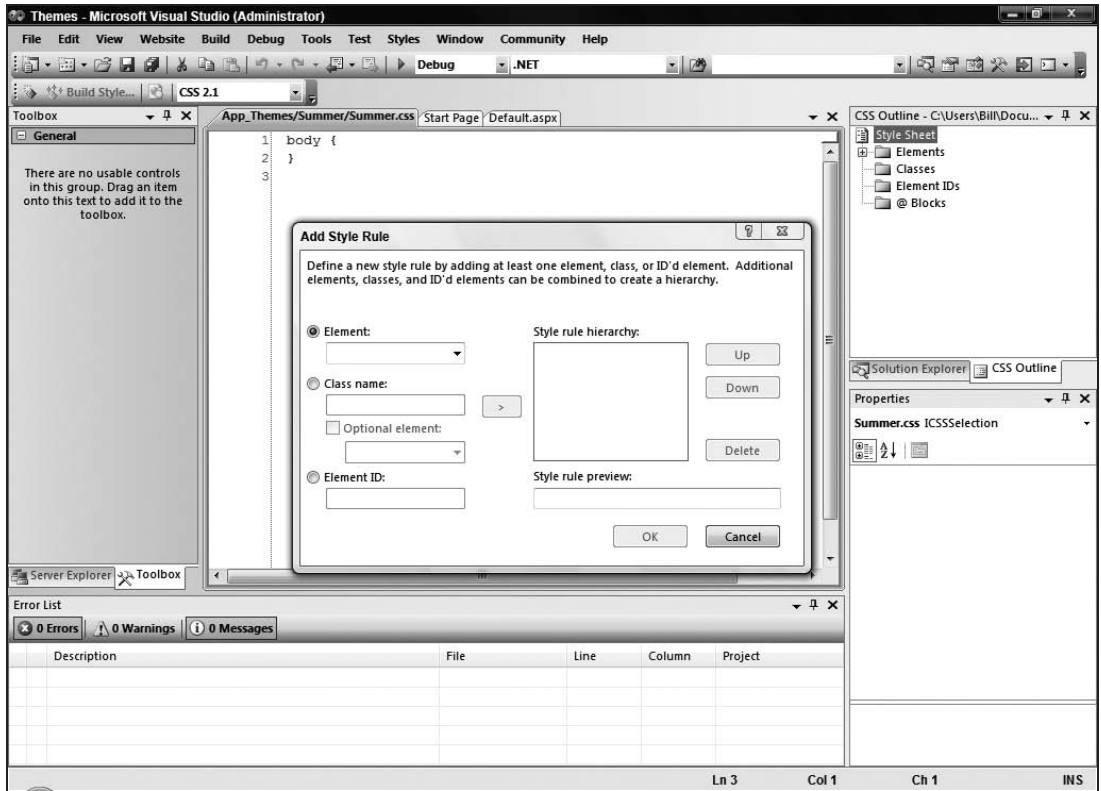 Themes - Microsoft Visual Studio (Administrator)
File Edit View Website Build Debug Tools Test Styles Window Community Help
Debug .NET
Build Style... CSS 2.1
Toolbox
General
There are no usable controls
in this group. Drag an item
onto this text to add it to the
toolbox.
Server Explorer Toolbox
App_Themes/Summer/Summer.css Start Page Default.aspx
1 body {
2 }
3
Add Style Rule
Define a new style rule by adding at least one element, class, or ID'd element. Additional
elements, classes, and ID'd elements can be combined to create a hierarchy.
Element:
Class name:
Optional element:
Element ID:
>
Style rule hierarchy:
Up
Down
Delete
Style rule preview:
OK Cancel
CSS Outline - C:\Users\Bill\Docu...
Style Sheet
Elements
Classes
Element IDs
@ Blocks
Solution Explorer CSS Outline
Properties
Summer.css ICSSSelection
Error List
0 Errors 0 Warnings 0 Messages
Description File Line Column Project
Ln 3 Col 1 Ch 1 INS